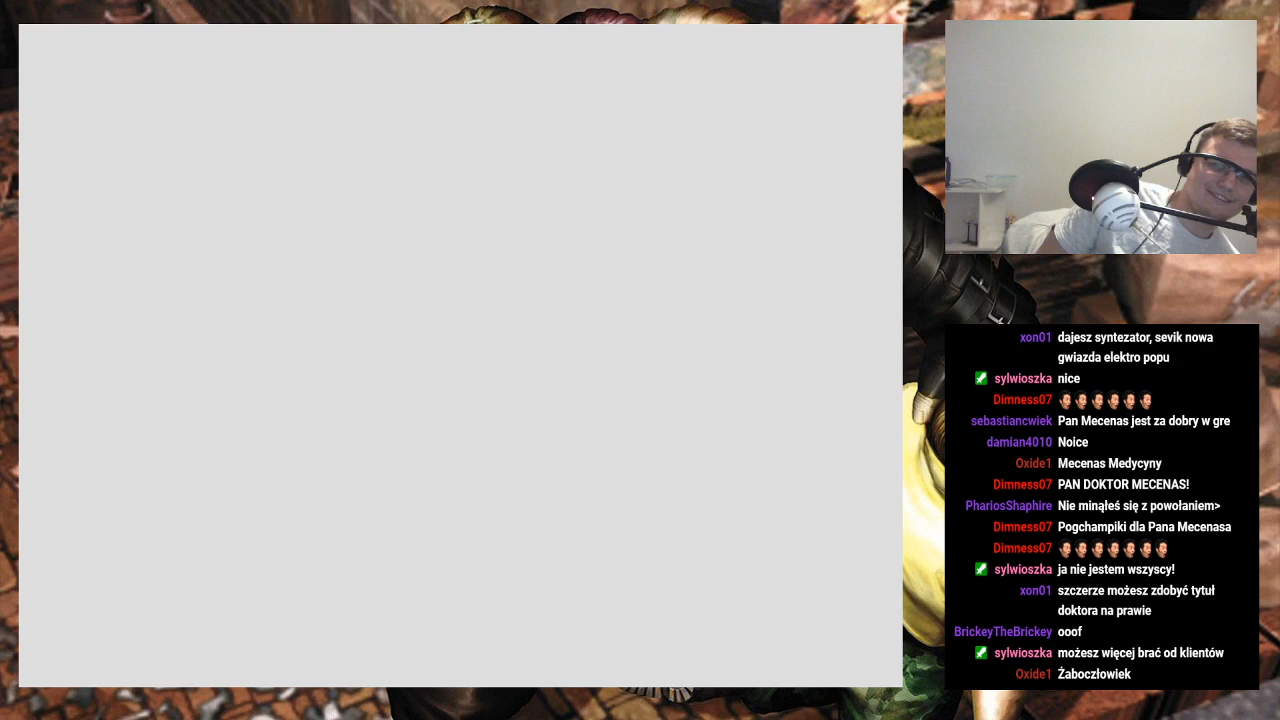 xon01 dajesz syntezator, sevik nowa
gwiazda elektro popu
sylwioszka nice
Dimness07
sebastiancwiek Pan Mecenas jest za dobry w gre
damian4010 Noice
Oxide1 Mecenas Medycyny
Dimness07 PAN DOKTOR MECENAS!
PhariosShaphire Nie minąłeś się z powołaniem>
Dimness07 Pogchampiki dla Pana Mecenasa
Dimness07
sylwioszka ja nie jestem wszyscy!
xon01 szczerze możesz zdobyć tytuł
doktora na prawie
BrickeyTheBrickey ooof
sylwioszka możesz więcej brać od klientów
Oxide1 Żaboczłowiek